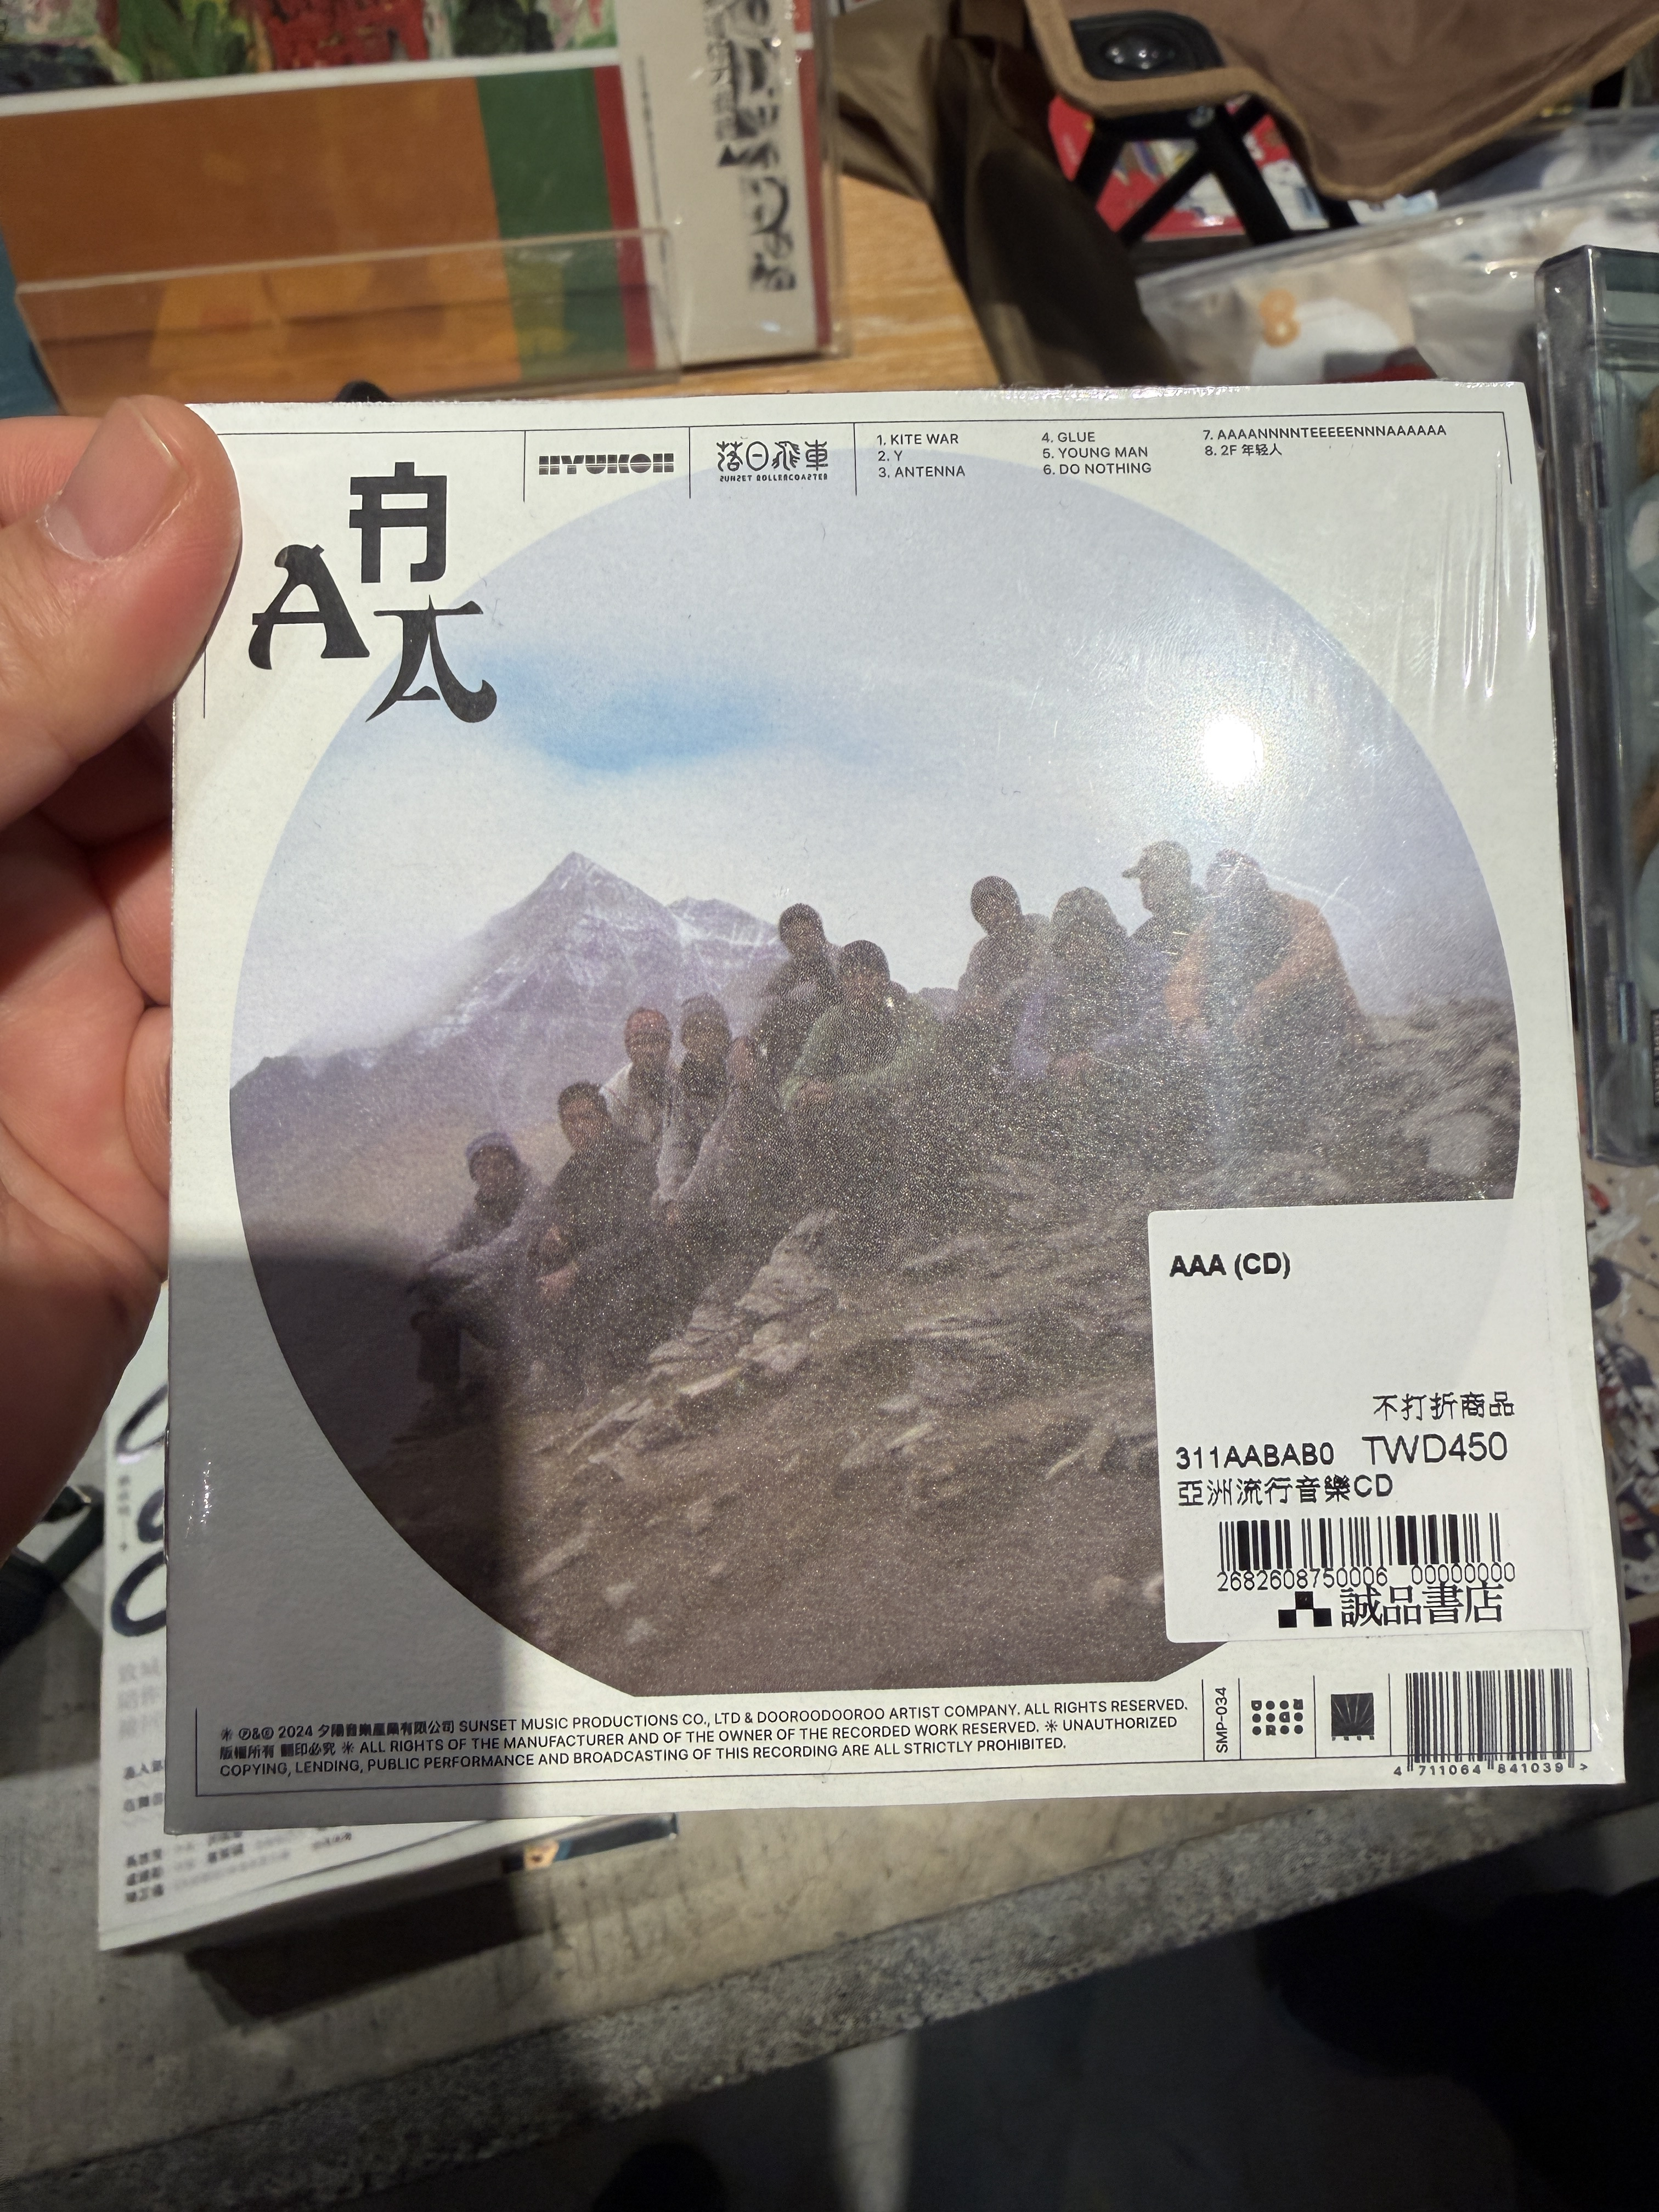 HYUKOH
落日飛車
SUNSET ROLLERCOASTER
1. KITE WAR
2. Y
3. ANTENNA
4. GLUE
5. YOUNG MAN
6. DO NOTHING
7. AAAANNNNTEEEEENNNAAAAAA
8. 2F 年轻人
A
A
A
AAA (CD)
不打折商品
311AABAB0 TWD450
亞洲流行音樂CD
2682608750006 00000000
誠品書店
✳ ℗&© 2024 夕陽音樂產業有限公司 SUNSET MUSIC PRODUCTIONS CO., LTD & DOOROODOOROO ARTIST COMPANY. ALL RIGHTS RESERVED.
版權所有 翻印必究 ✳ ALL RIGHTS OF THE MANUFACTURER AND OF THE OWNER OF THE RECORDED WORK RESERVED. ✳ UNAUTHORIZED
COPYING, LENDING, PUBLIC PERFORMANCE AND BROADCASTING OF THIS RECORDING ARE ALL STRICTLY PROHIBITED.
SMP-034
4 711064 841039 >